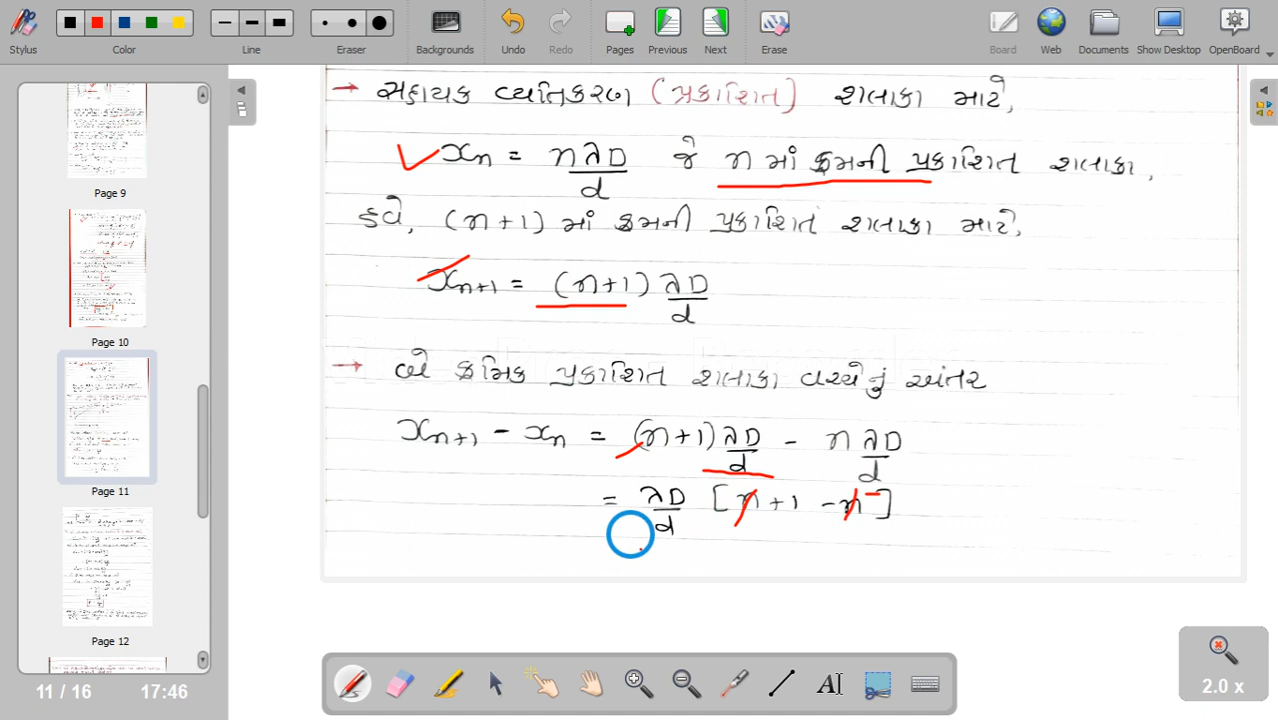 Stylus Color Line Eraser Backgrounds Undo Redo Pages Previous Next Erase Board Web Documents Show Desktop OpenBoard
Page 9
Page 10
Page 11
Page 12
→ સહાયક વ્યતિકરણ (પ્રકાશિત) શલાકા માટે,
xₙ = nλD/d જે n માં ક્રમની પ્રકાશિત શલાકા,
હવે, (n+1) માં ક્રમની પ્રકાશિત શલાકા માટે,
xₙ₊₁ = (n+1) λD/d
→ બે ક્રમિક પ્રકાશિત શલાકા વચ્ચેનું અંતર
xₙ₊₁ - xₙ = (n+1) λD/d - n λD/d
= λD/d [n+1 - n]
11 / 16 17:46
2.0 x